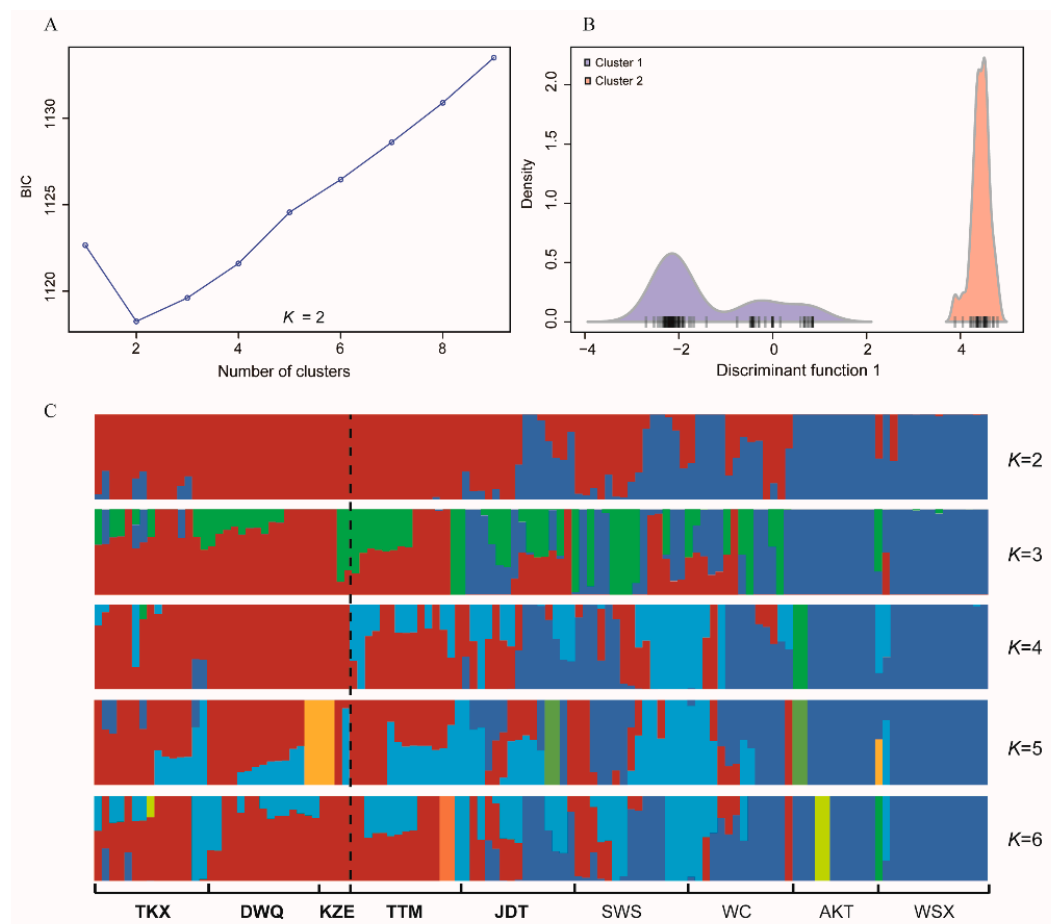 A
BIC
1130
1125
1120
K = 2
2
4
6
8
Number of clusters
B
Cluster 1
Cluster 2
Density
2.0
1.5
1.0
0.5
0.0
−4
−2
0
2
4
Discriminant function 1
C
K=2
K=3
K=4
K=5
K=6
TKX DWQ KZE TTM JDT SWS WC AKT WSX